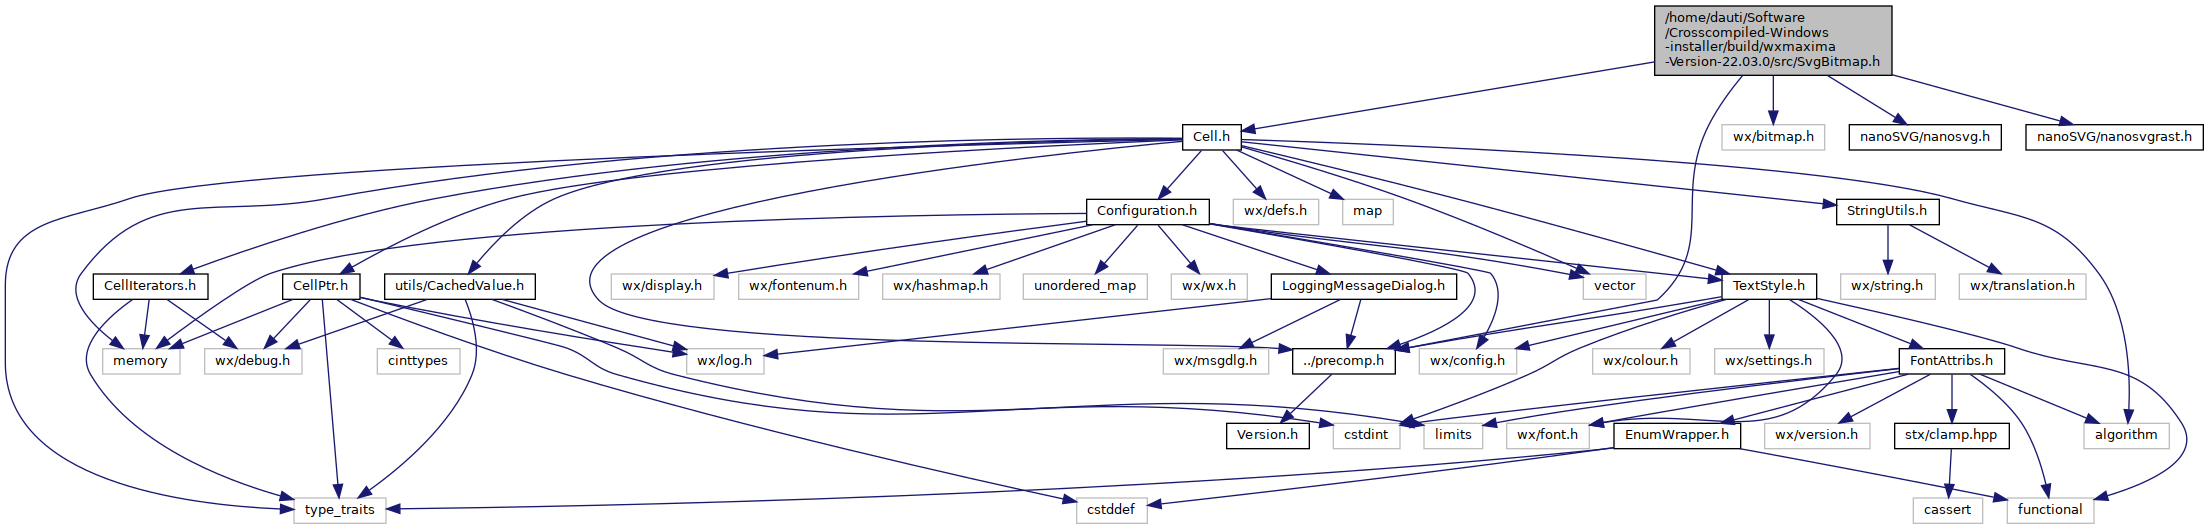 /home/dauti/Software
/Crosscompiled-Windows
-installer/build/wxmaxima
-Version-22.03.0/src/SvgBitmap.h
Cell.h
wx/bitmap.h
nanoSVG/nanosvg.h
nanoSVG/nanosvgrast.h
Configuration.h
wx/defs.h
map
StringUtils.h
CellIterators.h
CellPtr.h
utils/CachedValue.h
wx/display.h
wx/fontenum.h
wx/hashmap.h
unordered_map
wx/wx.h
LoggingMessageDialog.h
vector
TextStyle.h
wx/string.h
wx/translation.h
memory
wx/debug.h
cinttypes
wx/log.h
wx/msgdlg.h
../precomp.h
wx/config.h
wx/colour.h
wx/settings.h
FontAttribs.h
Version.h
cstdint
limits
wx/font.h
EnumWrapper.h
wx/version.h
stx/clamp.hpp
algorithm
type_traits
cstddef
cassert
functional